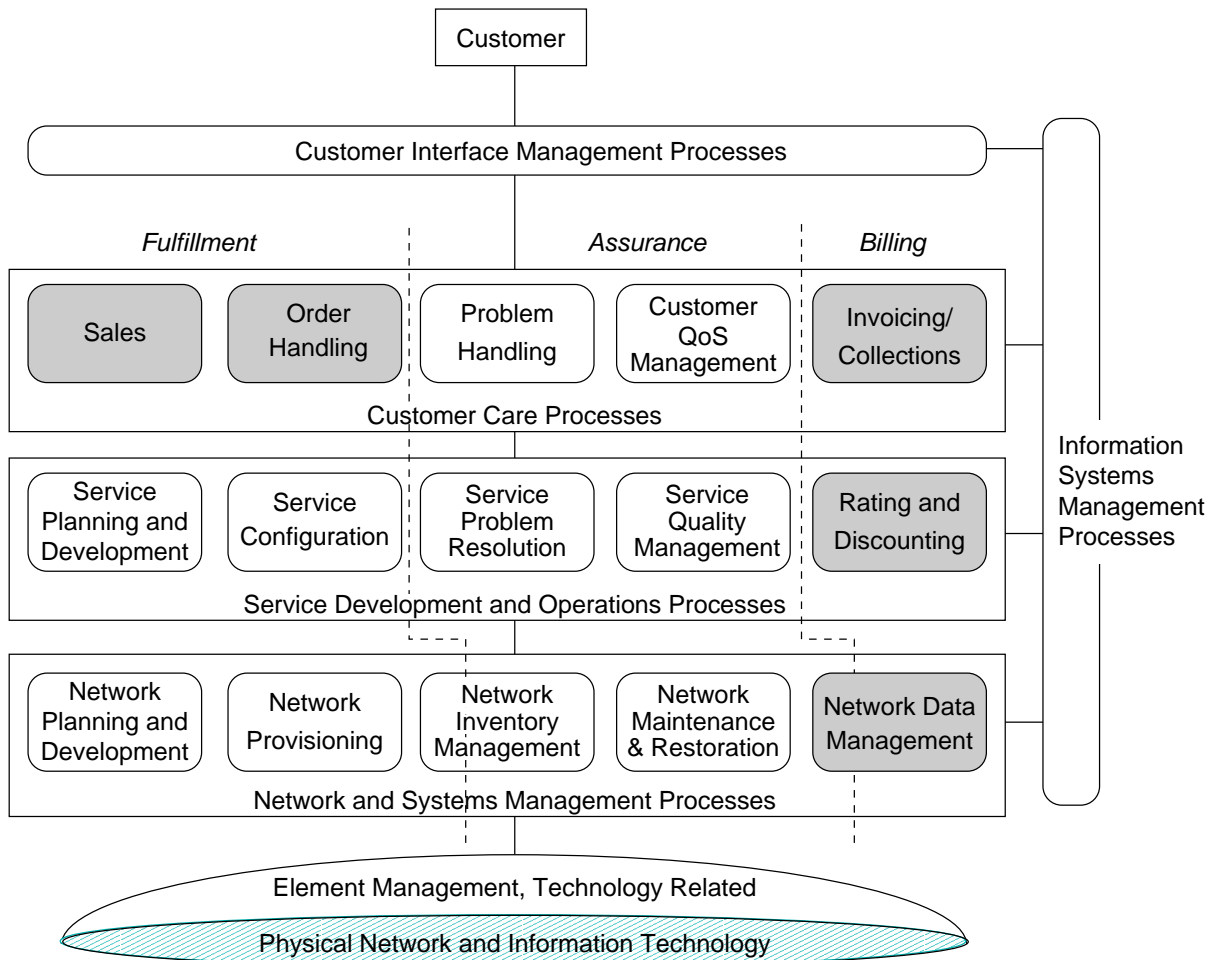 Customer
Customer Interface Management Processes
Fulfillment
Assurance
Billing
Sales
Order
Handling
Problem
Handling
Customer
QoS
Management
Invoicing/
Collections
Customer Care Processes
Service
Planning and
Development
Service
Configuration
Service
Problem
Resolution
Service
Quality
Management
Rating and
Discounting
Service Development and Operations Processes
Information
Systems
Management
Processes
Network
Planning and
Development
Network
Provisioning
Network
Inventory
Management
Network
Maintenance
& Restoration
Network Data
Management
Network and Systems Management Processes
Element Management, Technology Related
Physical Network and Information Technology